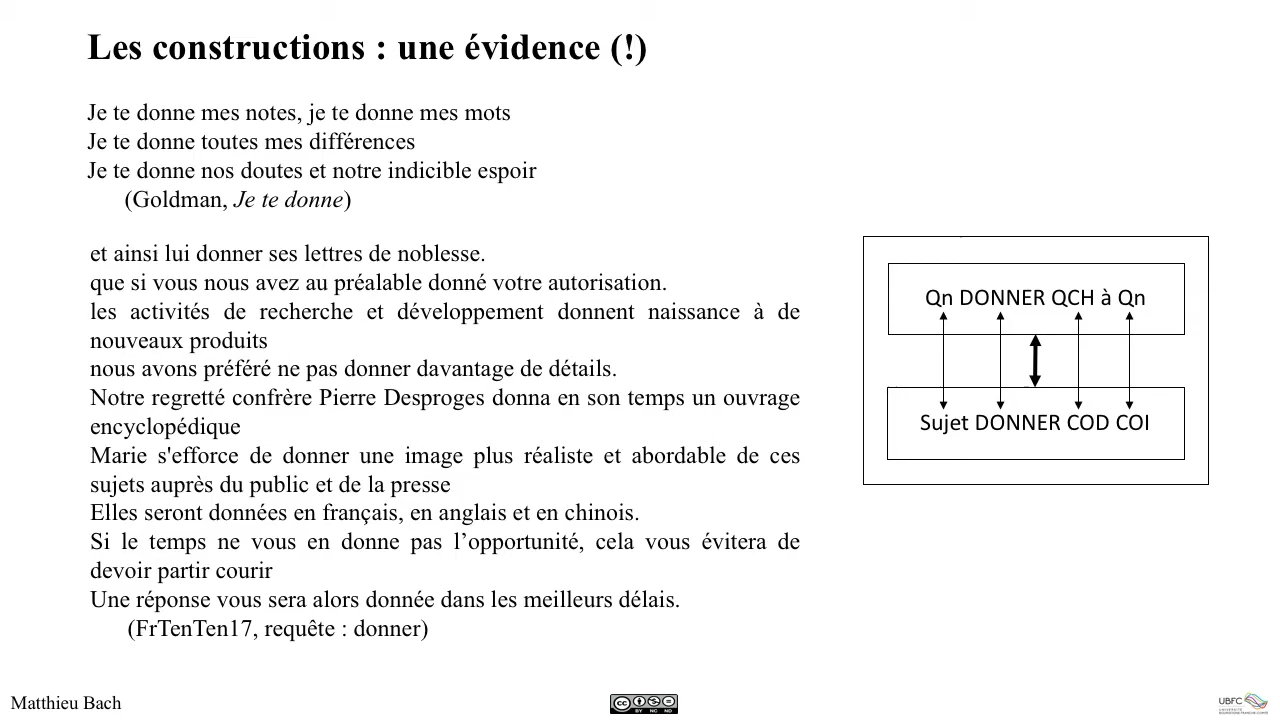 Les constructions : une évidence (!)
Je te donne mes notes, je te donne mes mots
Je te donne toutes mes différences
Je te donne nos doutes et notre indicible espoir
(Goldman, Je te donne)
et ainsi lui donner ses lettres de noblesse.
que si vous nous avez au préalable donné votre autorisation.
les activités de recherche et développement donnent naissance à de
nouveaux produits
nous avons préféré ne pas donner davantage de détails.
Notre regretté confrère Pierre Desproges donna en son temps un ouvrage
encyclopédique
Marie s'efforce de donner une image plus réaliste et abordable de ces
sujets auprès du public et de la presse
Elles seront données en français, en anglais et en chinois.
Si le temps ne vous en donne pas l’opportunité, cela vous évitera de
devoir partir courir
Une réponse vous sera alors donnée dans les meilleurs délais.
(FrTenTen17, requête : donner)
Qn DONNER QCH à Qn
Sujet DONNER COD COI
Matthieu Bach
CC
BY NC ND
UBFC